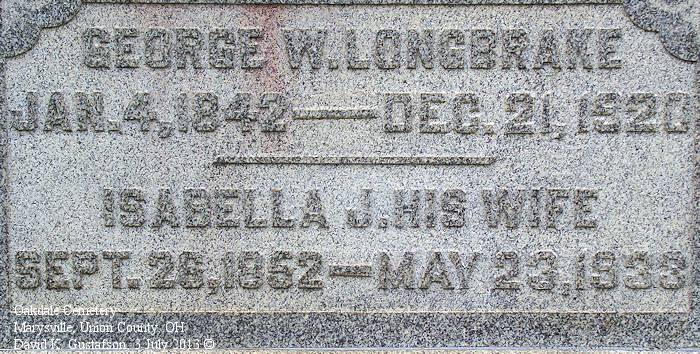 GEORGE W. LONGBRAKE
JAN. 4, 1842 — DEC. 21, 1920
ISABELLA J. HIS WIFE
SEPT. 26, 1852 — MAY 23, 1933
Oakdale Cemetery
Marysville, Union County, OH
David K. Gustafson, 3 July 2013 ©